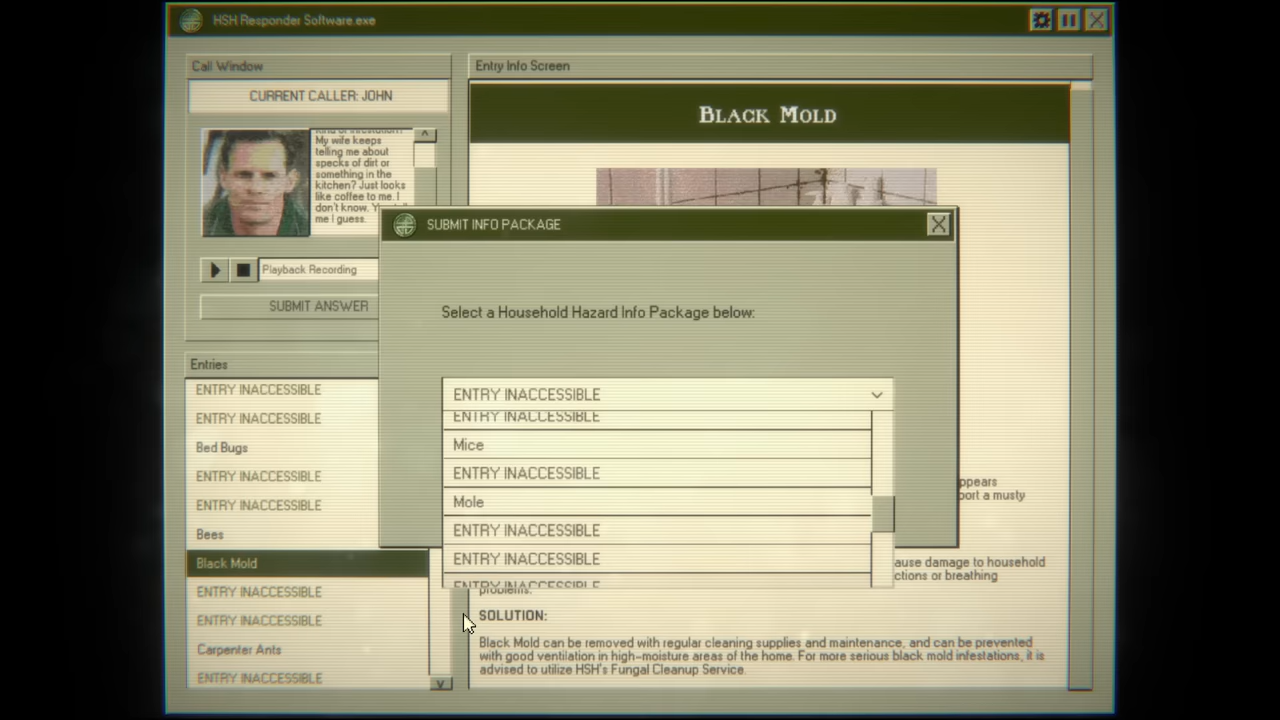 HSH Responder Software.exe
Call Window
CURRENT CALLER: JOHN
My wife keeps
telling me about
specks of dirt or
something in the
kitchen? Just looks
like coffee to me. I
don't know.
me I guess.
Playback Recording
SUBMIT ANSWER
Entries
ENTRY INACCESSIBLE
ENTRY INACCESSIBLE
Bed Bugs
ENTRY INACCESSIBLE
ENTRY INACCESSIBLE
Bees
Black Mold
ENTRY INACCESSIBLE
ENTRY INACCESSIBLE
Carpenter Ants
ENTRY INACCESSIBLE
Entry Info Screen
BLACK MOLD
SUBMIT INFO PACKAGE
Select a Household Hazard Info Package below:
ENTRY INACCESSIBLE
ENTRY INACCESSIBLE
Mice
ENTRY INACCESSIBLE
Mole
ENTRY INACCESSIBLE
ENTRY INACCESSIBLE
ENTRY INACCESSIBLE
ppears
port a musty
ause damage to household
ctions or breathing
problems.
SOLUTION:
Black Mold can be removed with regular cleaning supplies and maintenance, and can be prevented
with good ventilation in high-moisture areas of the home. For more serious black mold infestations, it is
advised to utilize HSH's Fungal Cleanup Service.